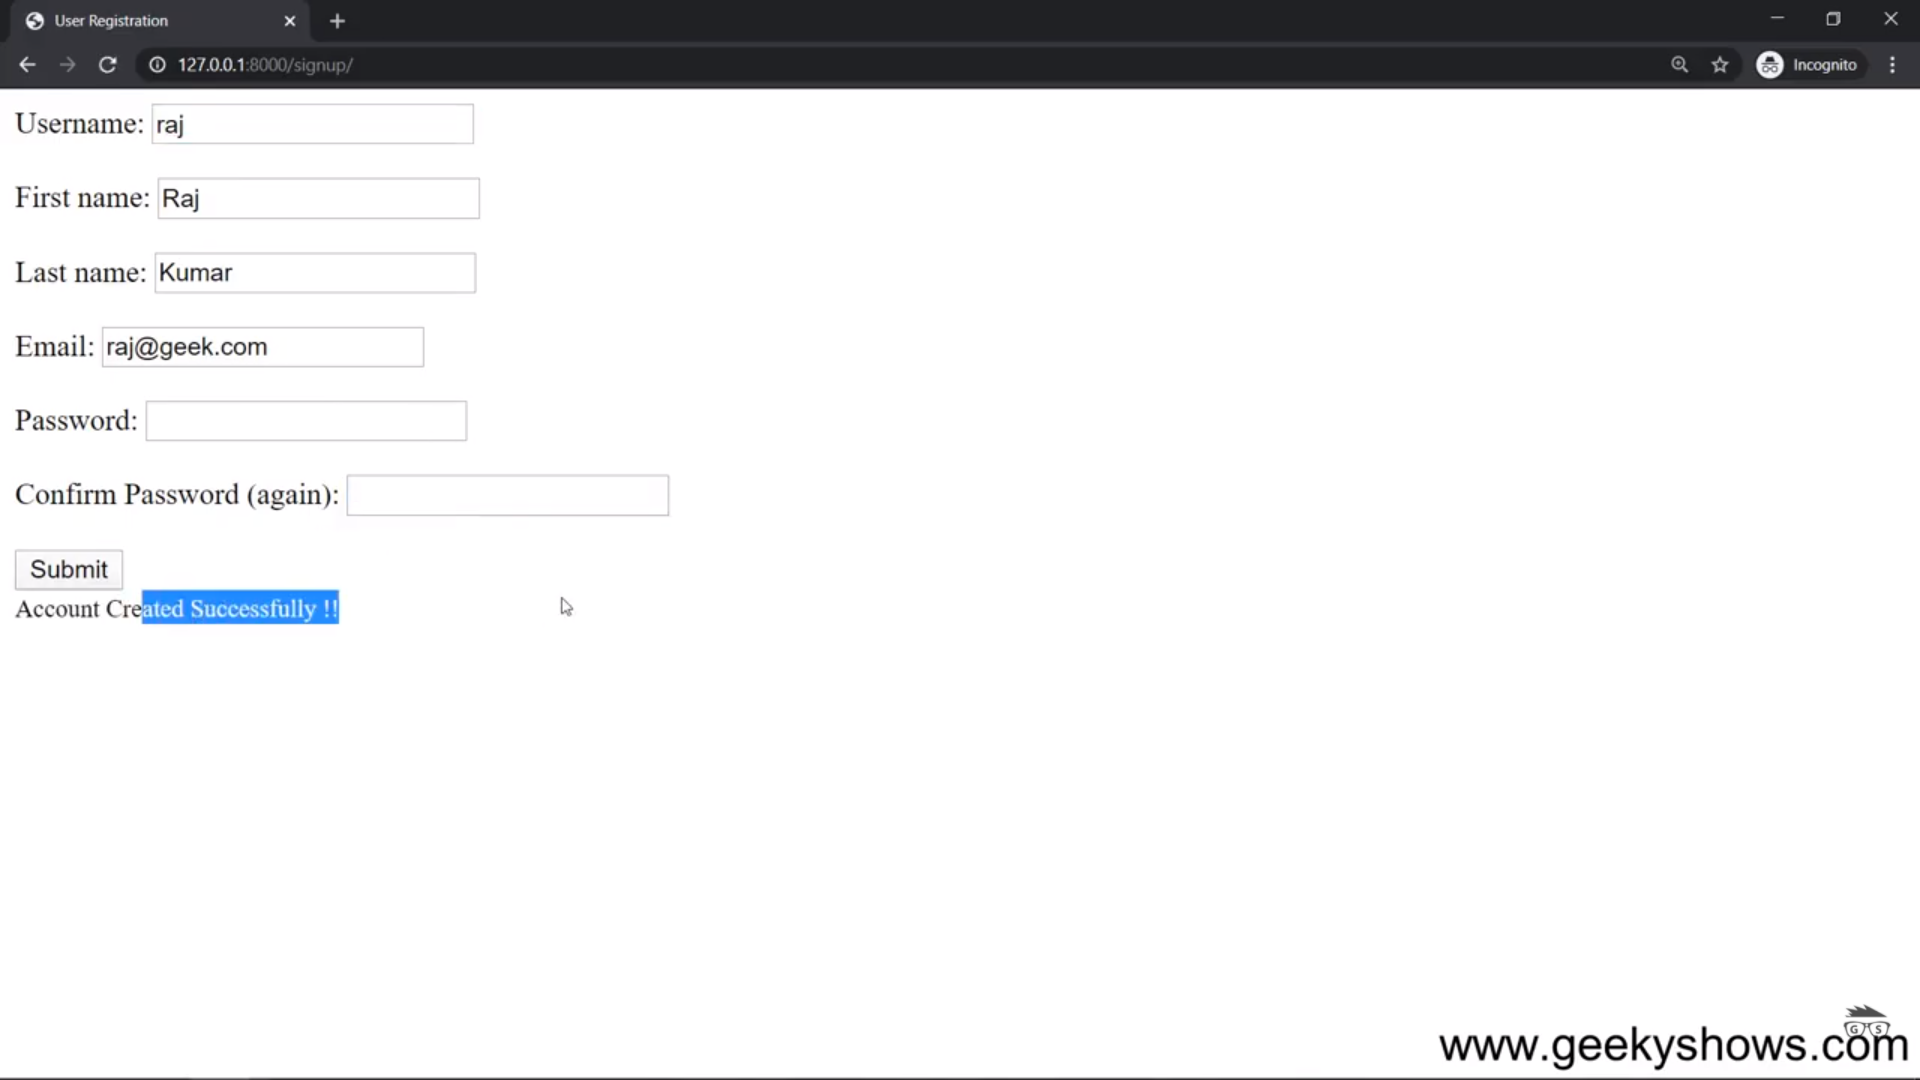 User Registration
127.0.0.1:8000/signup/
Incognito
Username: raj
First name: Raj
Last name: Kumar
Email: raj@geek.com
Password:
Confirm Password (again):
Submit
Account Created Successfully !!
G S
www.geekyshows.com